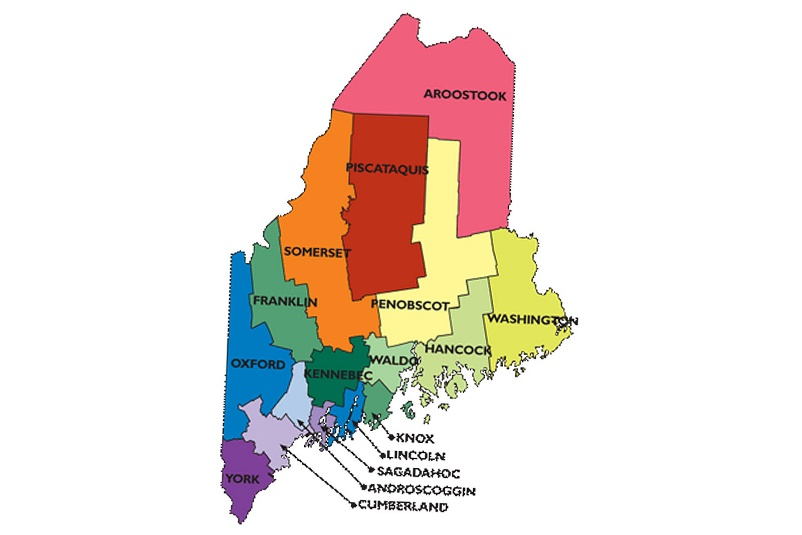 AROOSTOOK
PISCATAQUIS
SOMERSET
FRANKLIN
PENOBSCOT
WASHINGTON
HANCOCK
WALDO
OXFORD
KENNEBEC
KNOX
LINCOLN
SAGADAHOC
YORK
ANDROSCOGGIN
CUMBERLAND